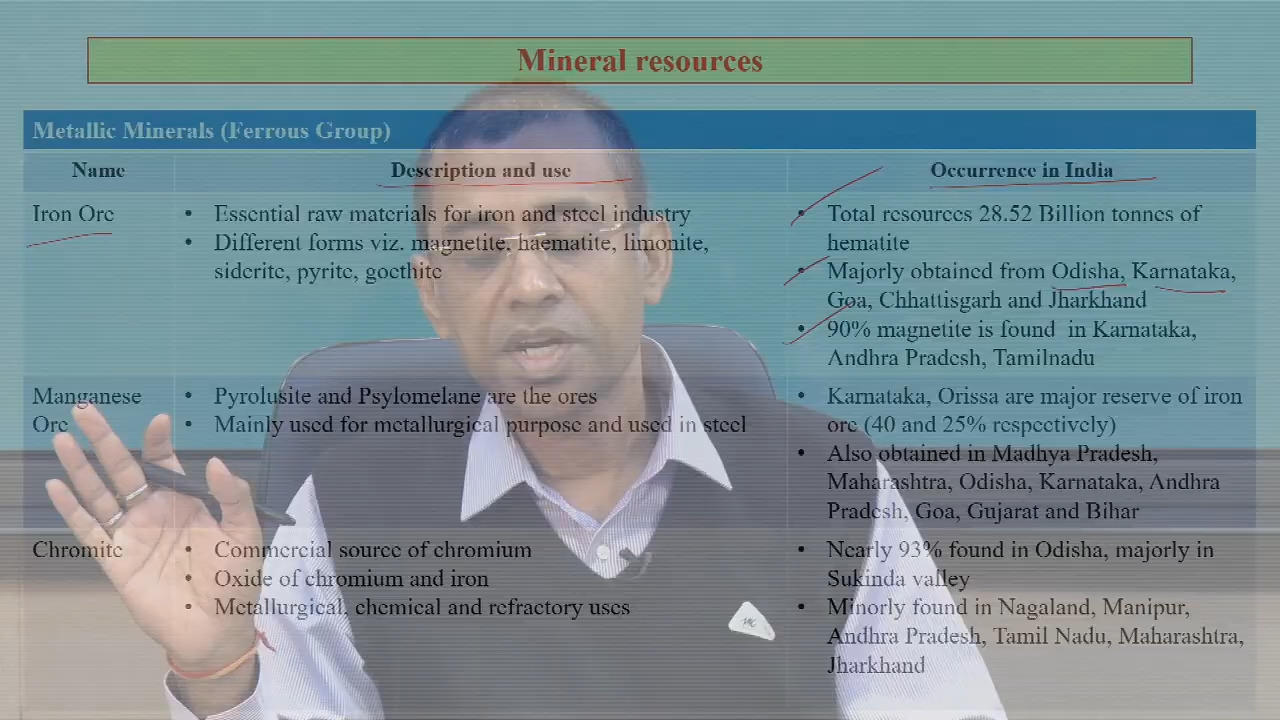 Mineral resources
Metallic Minerals (Ferrous Group)
Name
Description and use
Occurrence in India
Iron Ore
• Essential raw materials for iron and steel industry
• Different forms viz. magnetite, haematite, limonite,
siderite, pyrite, goethite
• Total resources 28.52 Billion tonnes of
hematite
• Majorly obtained from Odisha, Karnataka,
Goa, Chhattisgarh and Jharkhand
• 90% magnetite is found in Karnataka,
Andhra Pradesh, Tamilnadu
Manganese
Ore
• Pyrolusite and Psylomelane are the ores
• Mainly used for metallurgical purpose and used in steel
• Karnataka, Orissa are major reserve of iron
ore (40 and 25% respectively)
• Also obtained in Madhya Pradesh,
Maharashtra, Odisha, Karnataka, Andhra
Pradesh, Goa, Gujarat and Bihar
Chromite
• Commercial source of chromium
• Oxide of chromium and iron
• Metallurgical, chemical and refractory uses
• Nearly 93% found in Odisha, majorly in
Sukinda valley
• Minorly found in Nagaland, Manipur,
Andhra Pradesh, Tamil Nadu, Maharashtra,
Jharkhand